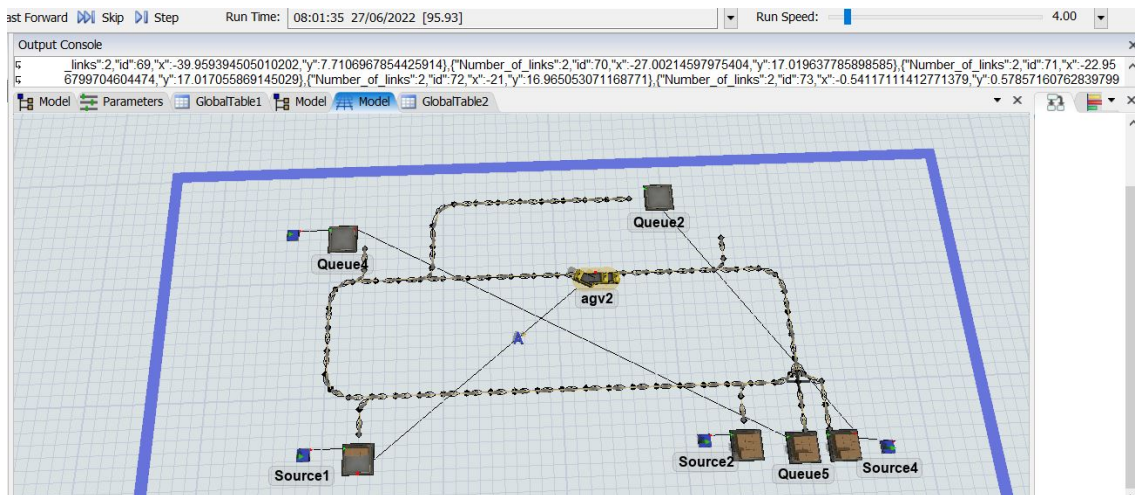 ast Forward Step Run Time: 08:01:35 27/06/2022 [95.93] Run Speed: 4.00
Output Console
_links":2,"id":69,"x":-39.959394505010202,"y":7.7106967854425914},{"Number_of_links":2,"id":70,"x":-27.00214597975404,"y":17.019637785898585},{"Number_of_links":2,"id":71,"x":-22.95
6799704604474,"y":17.017055869145029},{"Number_of_links":2,"id":72,"x":-21,"y":16.965053071168771},{"Number_of_links":2,"id":73,"x":-0.54117111412771379,"y":0.57857160762839799
Model Parameters GlobalTable1 Model Model GlobalTable2
Queue2
Queue4
agv2
A
Source1
Source2
Queue5
Source4